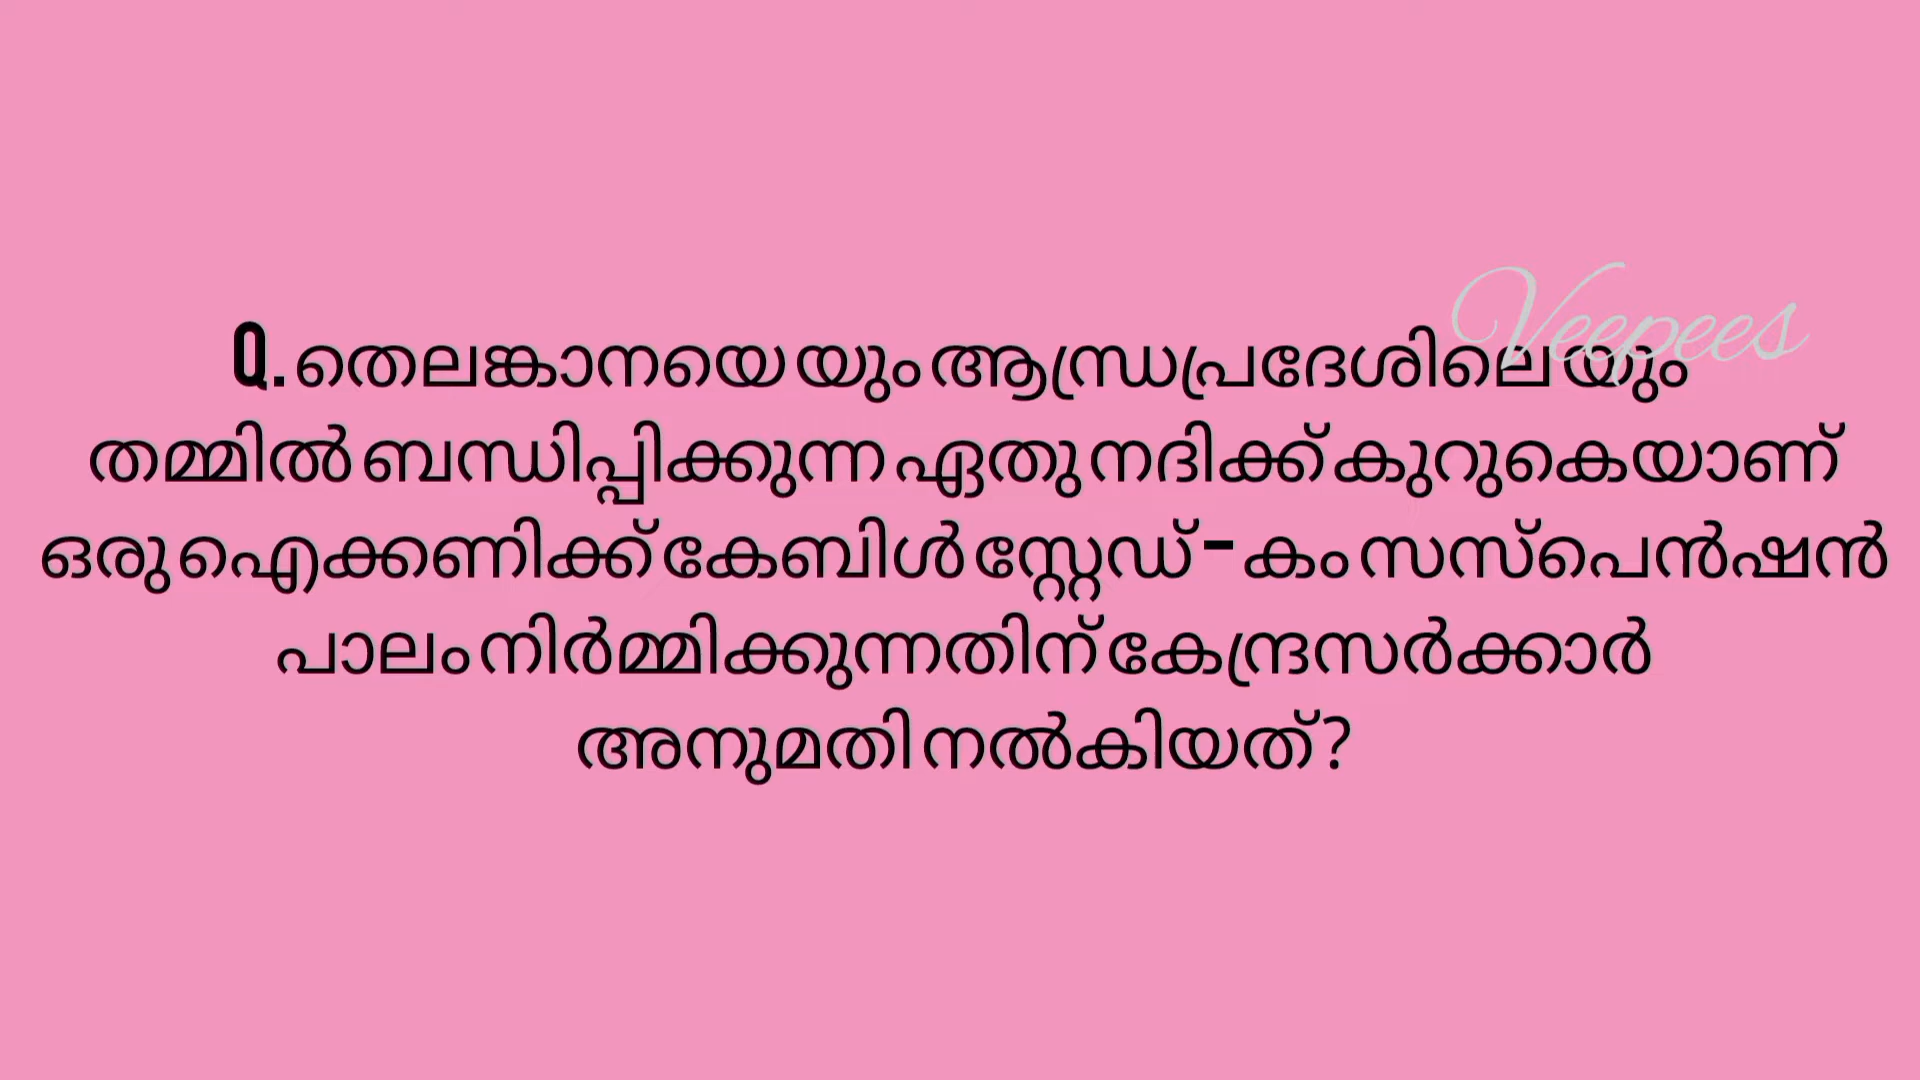 Q. തെലങ്കാനയെയും ആന്ധ്രപ്രദേശിലെയും
തമ്മിൽ ബന്ധിപ്പിക്കുന്ന ഏതു നദിക്ക് കുറുകെയാണ്
ഒരു ഐക്കണിക്ക് കേബിൾ സ്റ്റേഡ് - കം സസ്പെൻഷൻ
പാലം നിർമ്മിക്കുന്നതിന് കേന്ദ്രസർക്കാർ
അനുമതി നൽകിയത്?
Veepees